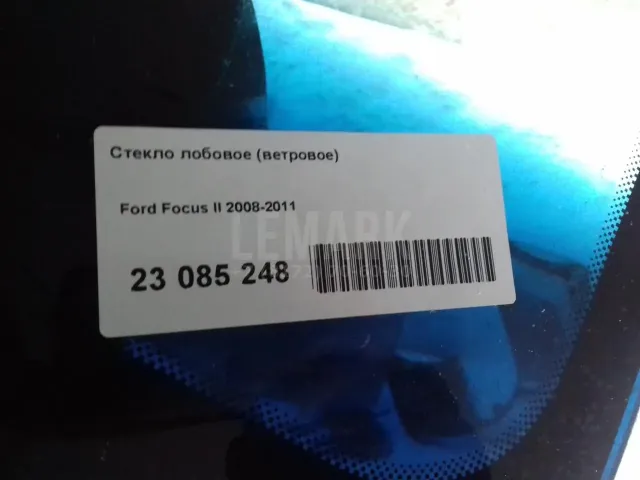 Стекло лобовое (ветровое)
Ford Focus II 2008-2011
LEMARK
23 085 248